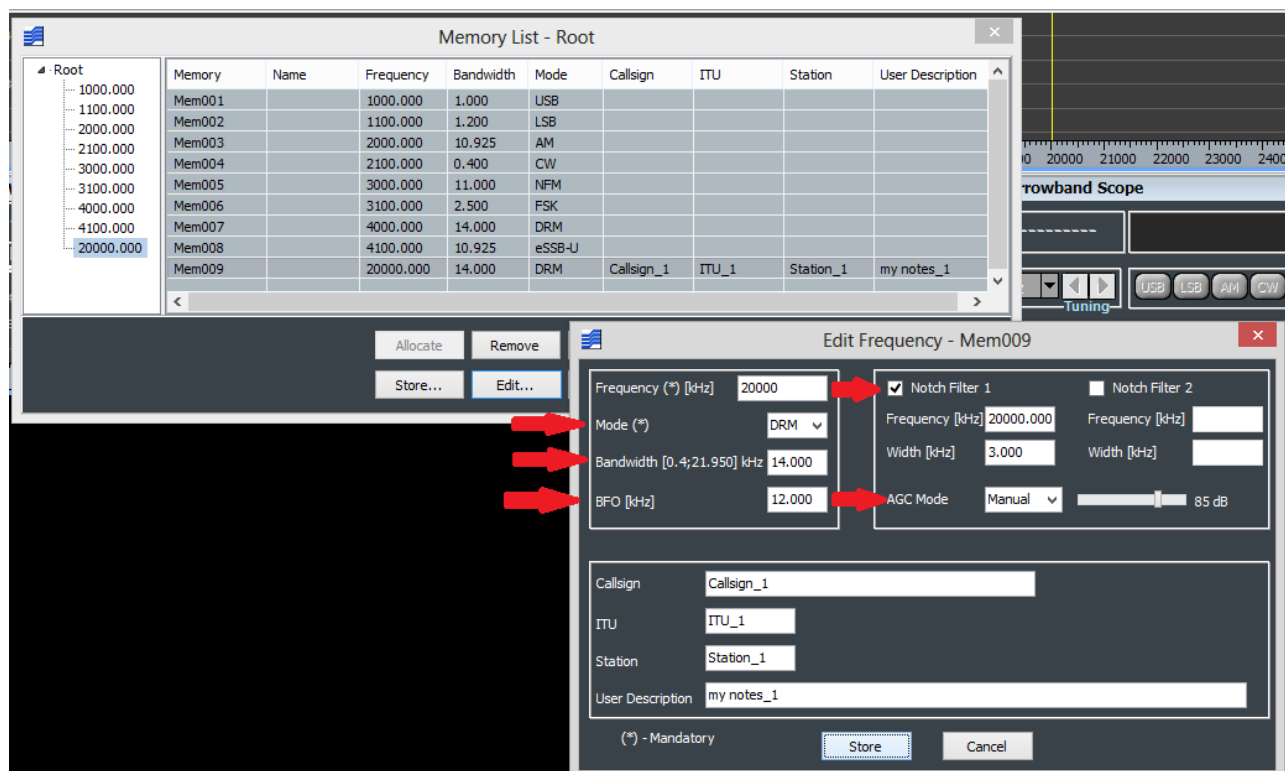 Memory List - Root
Root
1000.000
1100.000
2000.000
2100.000
3000.000
3100.000
4000.000
4100.000
20000.000
Memory Name Frequency Bandwidth Mode Callsign ITU Station User Description
Mem001 1000.000 1.000 USB
Mem002 1100.000 1.200 LSB
Mem003 2000.000 10.925 AM
Mem004 2100.000 0.400 CW
Mem005 3000.000 11.000 NFM
Mem006 3100.000 2.500 FSK
Mem007 4000.000 14.000 DRM
Mem008 4100.000 10.925 eSSB-U
Mem009 20000.000 14.000 DRM Callsign_1 ITU_1 Station_1 my notes_1
Allocate Remove
Store... Edit...
20000 21000 22000 23000 2400
rowband Scope
Tuning
USB LSB AM CW
Edit Frequency - Mem009
Frequency (*) [kHz] 20000
Mode (*) DRM
Bandwidth [0.4;21.950] kHz 14.000
BFO [kHz] 12.000
Notch Filter 1 Notch Filter 2
Frequency [kHz] 20000.000 Frequency [kHz]
Width [kHz] 3.000 Width [kHz]
AGC Mode Manual 85 dB
Callsign Callsign_1
ITU ITU_1
Station Station_1
User Description my notes_1
(*) - Mandatory
Store Cancel